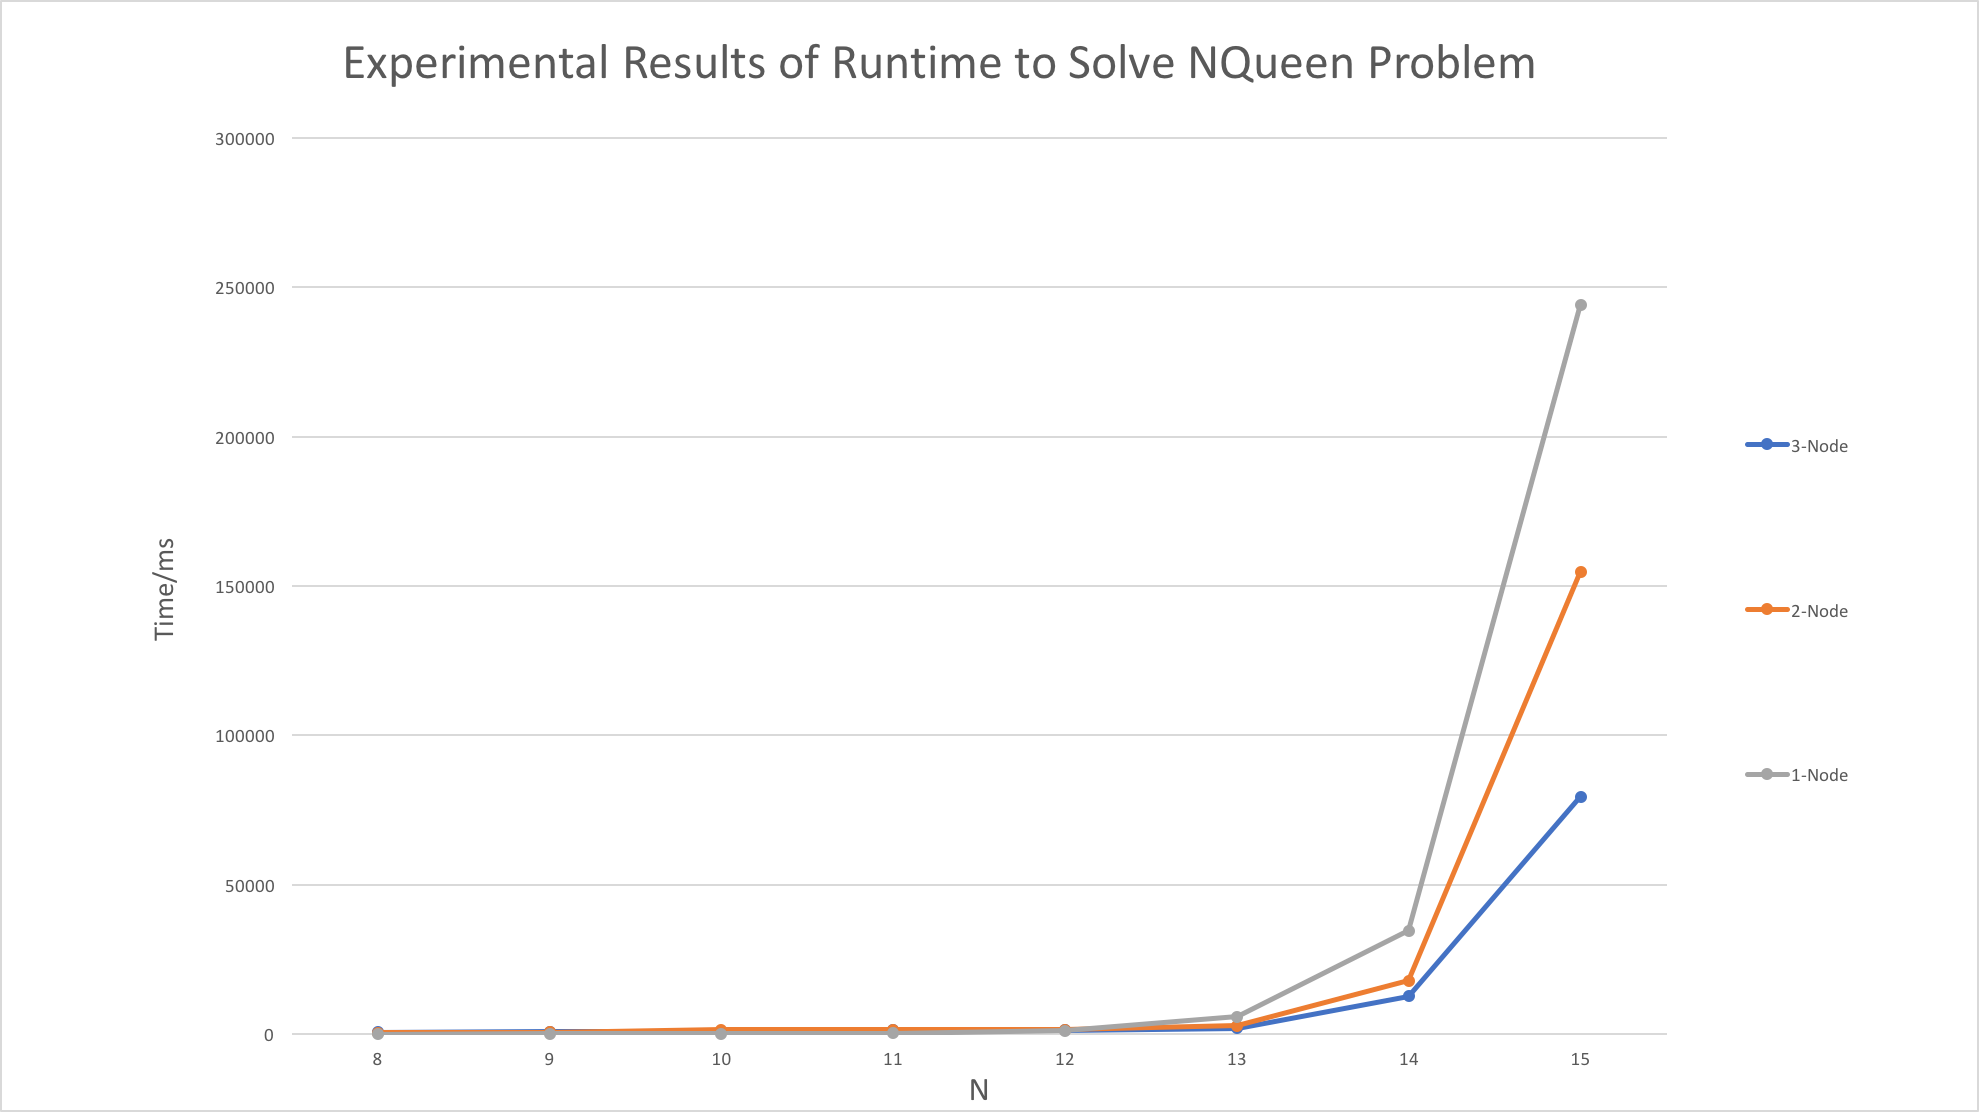 Experimental Results of Runtime to Solve NQueen Problem
300000
250000
200000
150000
100000
50000
0
Time/ms
8 9 10 11 12 13 14 15
N
3-Node
2-Node
1-Node